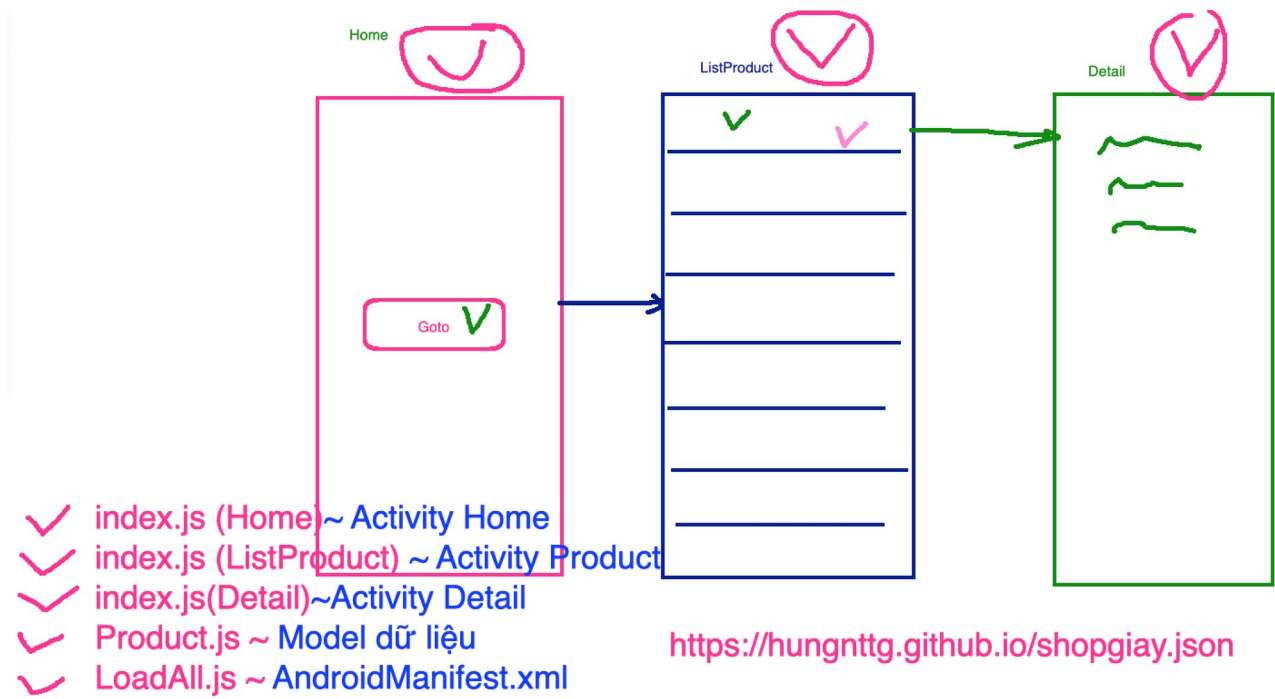 Home
ListProduct
Detail
Goto
index.js (Home)~ Activity Home
index.js (ListProduct) ~ Activity Product
index.js(Detail)~Activity Detail
Product.js ~ Model dữ liệu
LoadAll.js ~ AndroidManifest.xml
https://hungnttg.github.io/shopgiay.json